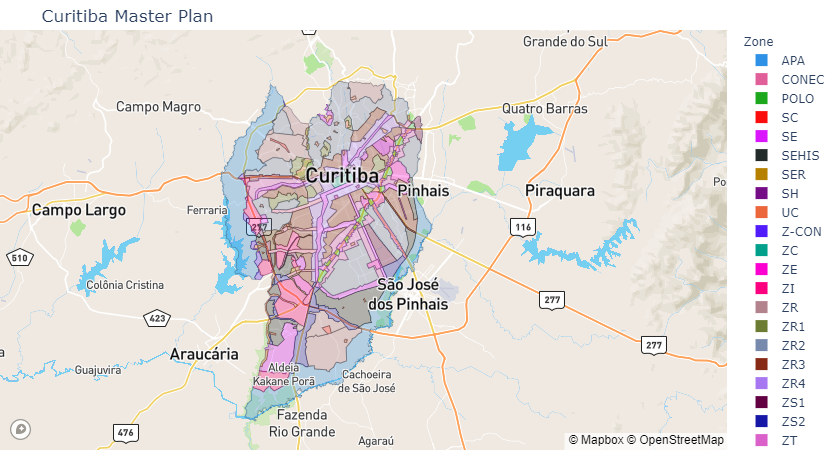 Curitiba Master Plan
Grande do Sul
Campo Magro
Quatro Barras
Curitiba
Pinhais
Piraquara
Po
Campo Largo
Ferraria
217
116
510
São José
dos Pinhais
Colônia Cristina
277
423
277
Araucária
a
Guajuvira
Aldeia
Kakane Porã
Cachoeira
de São José
Fazenda
Rio Grande
476
Agaraú
© Mapbox © OpenStreetMap
Zone
APA
CONEC
POLO
SC
SE
SEHIS
SER
SH
UC
Z-CON
ZC
ZE
ZI
ZR
ZR1
ZR2
ZR3
ZR4
ZS1
ZS2
ZT